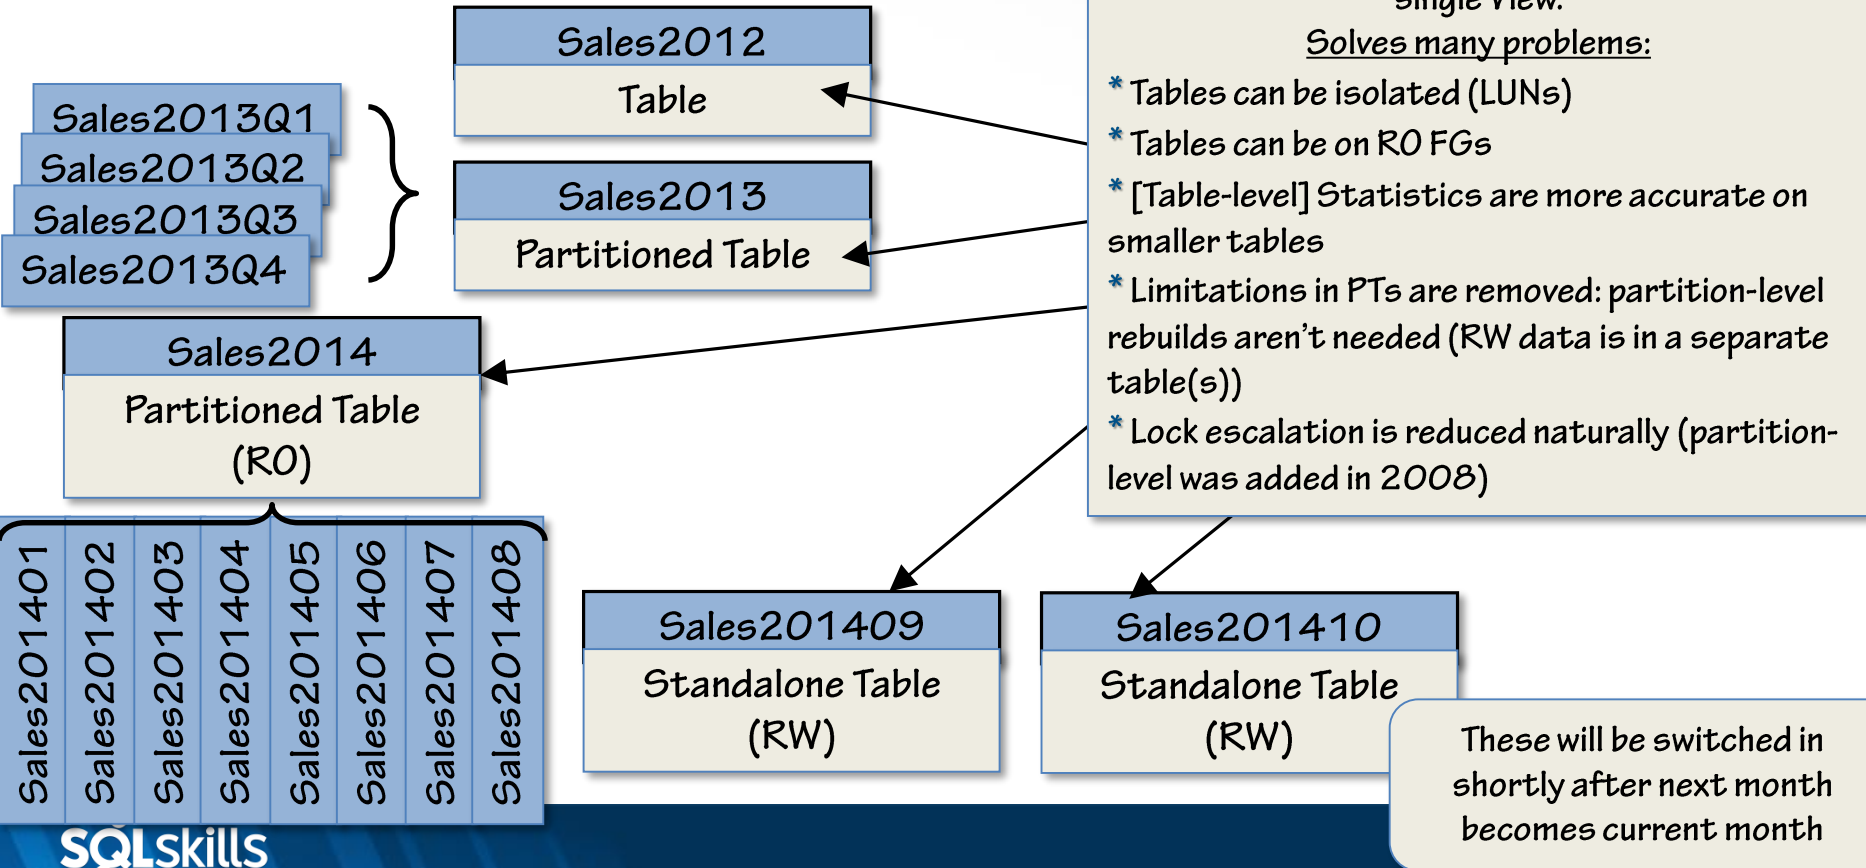 single View.
Solves many problems:
* Tables can be isolated (LUNs)
* Tables can be on RO FGs
* [Table-level] Statistics are more accurate on
smaller tables
* Limitations in PTs are removed: partition-level
rebuilds aren't needed (RW data is in a separate
table(s))
* Lock escalation is reduced naturally (partition-
level was added in 2008)
Sales2012
Table
Sales2013Q1
Sales2013Q2
Sales2013Q3
Sales2013Q4
Sales2013
Partitioned Table
Sales2014
Partitioned Table
(RO)
Sales201401
Sales201402
Sales201403
Sales201404
Sales201405
Sales201406
Sales201407
Sales201408
Sales201409
Standalone Table
(RW)
Sales201410
Standalone Table
(RW)
These will be switched in
shortly after next month
becomes current month
SQLskills